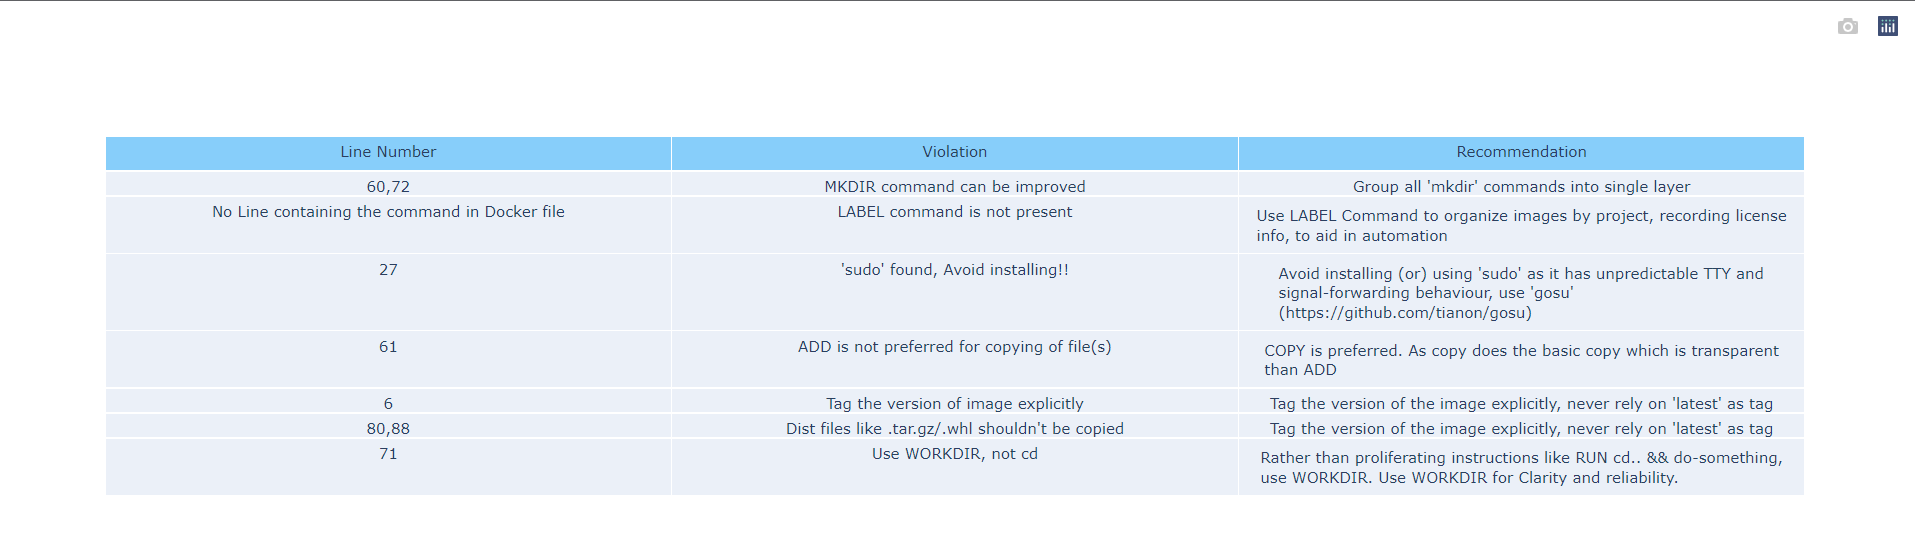 Line Number Violation Recommendation
60,72 MKDIR command can be improved Group all 'mkdir' commands into single layer
No Line containing the command in Docker file LABEL command is not present Use LABEL Command to organize images by project, recording license
info, to aid in automation
27 'sudo' found, Avoid installing!! Avoid installing (or) using 'sudo' as it has unpredictable TTY and
signal-forwarding behaviour, use 'gosu'
(https://github.com/tianon/gosu)
61 ADD is not preferred for copying of file(s) COPY is preferred. As copy does the basic copy which is transparent
than ADD
6 Tag the version of image explicitly Tag the version of the image explicitly, never rely on 'latest' as tag
80,88 Dist files like .tar.gz/.whl shouldn't be copied Tag the version of the image explicitly, never rely on 'latest' as tag
71 Use WORKDIR, not cd Rather than proliferating instructions like RUN cd.. && do-something,
use WORKDIR. Use WORKDIR for Clarity and reliability.